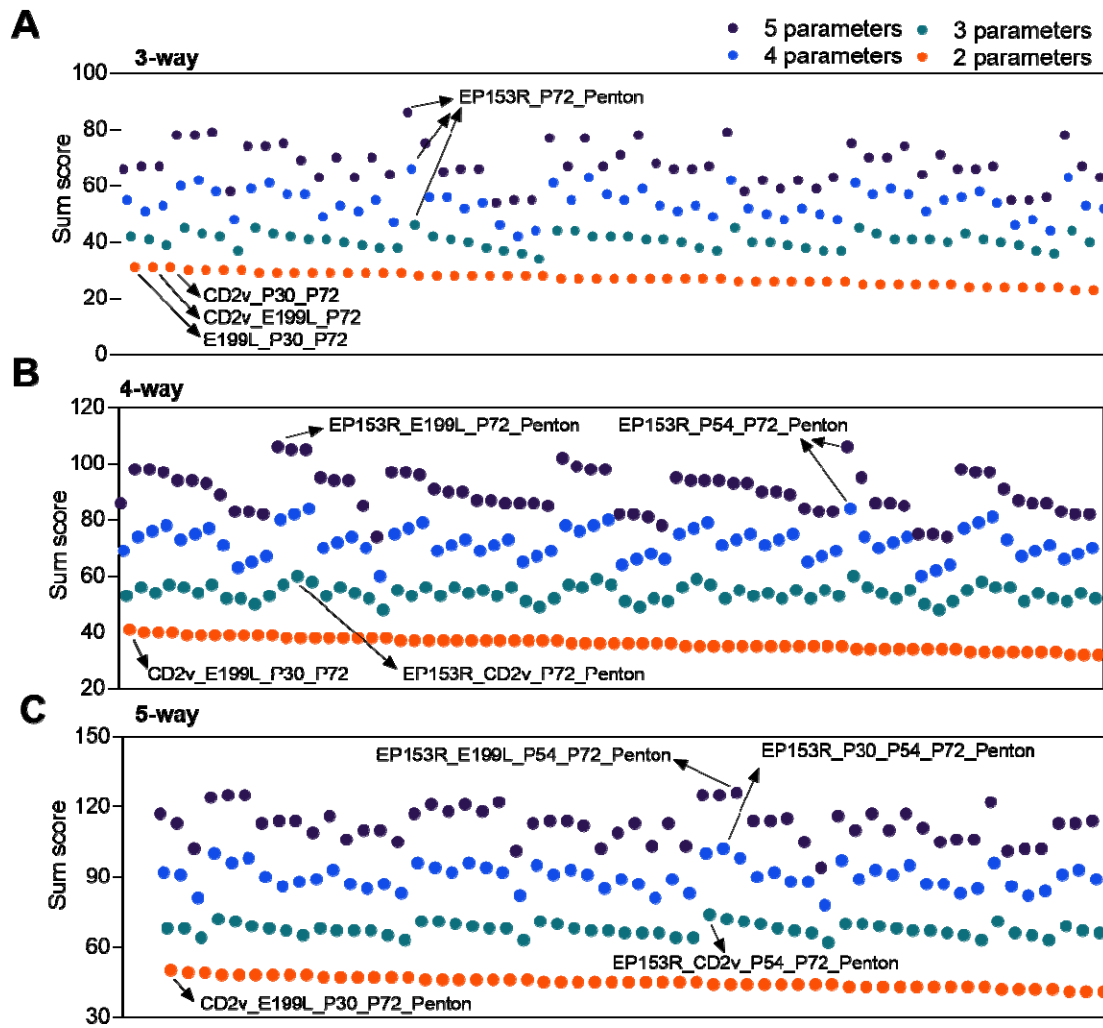 A
5 parameters
3 parameters
4 parameters
2 parameters
3-way
100
EP153R_P72_Penton
80
60
Sum score
40
20
CD2v_P30_P72
CD2v_E199L_P72
E199L_P30_P72
0
B
4-way
120
EP153R_E199L_P72_Penton
EP153R_P54_P72_Penton
100
80
Sum score
60
40
CD2v_E199L_P30_P72
EP153R_CD2v_P72_Penton
20
C
5-way
150
EP153R_E199L_P54_P72_Penton
EP153R_P30_P54_P72_Penton
120
Sum score
90
60
EP153R_CD2v_P54_P72_Penton
CD2v_E199L_P30_P72_Penton
30